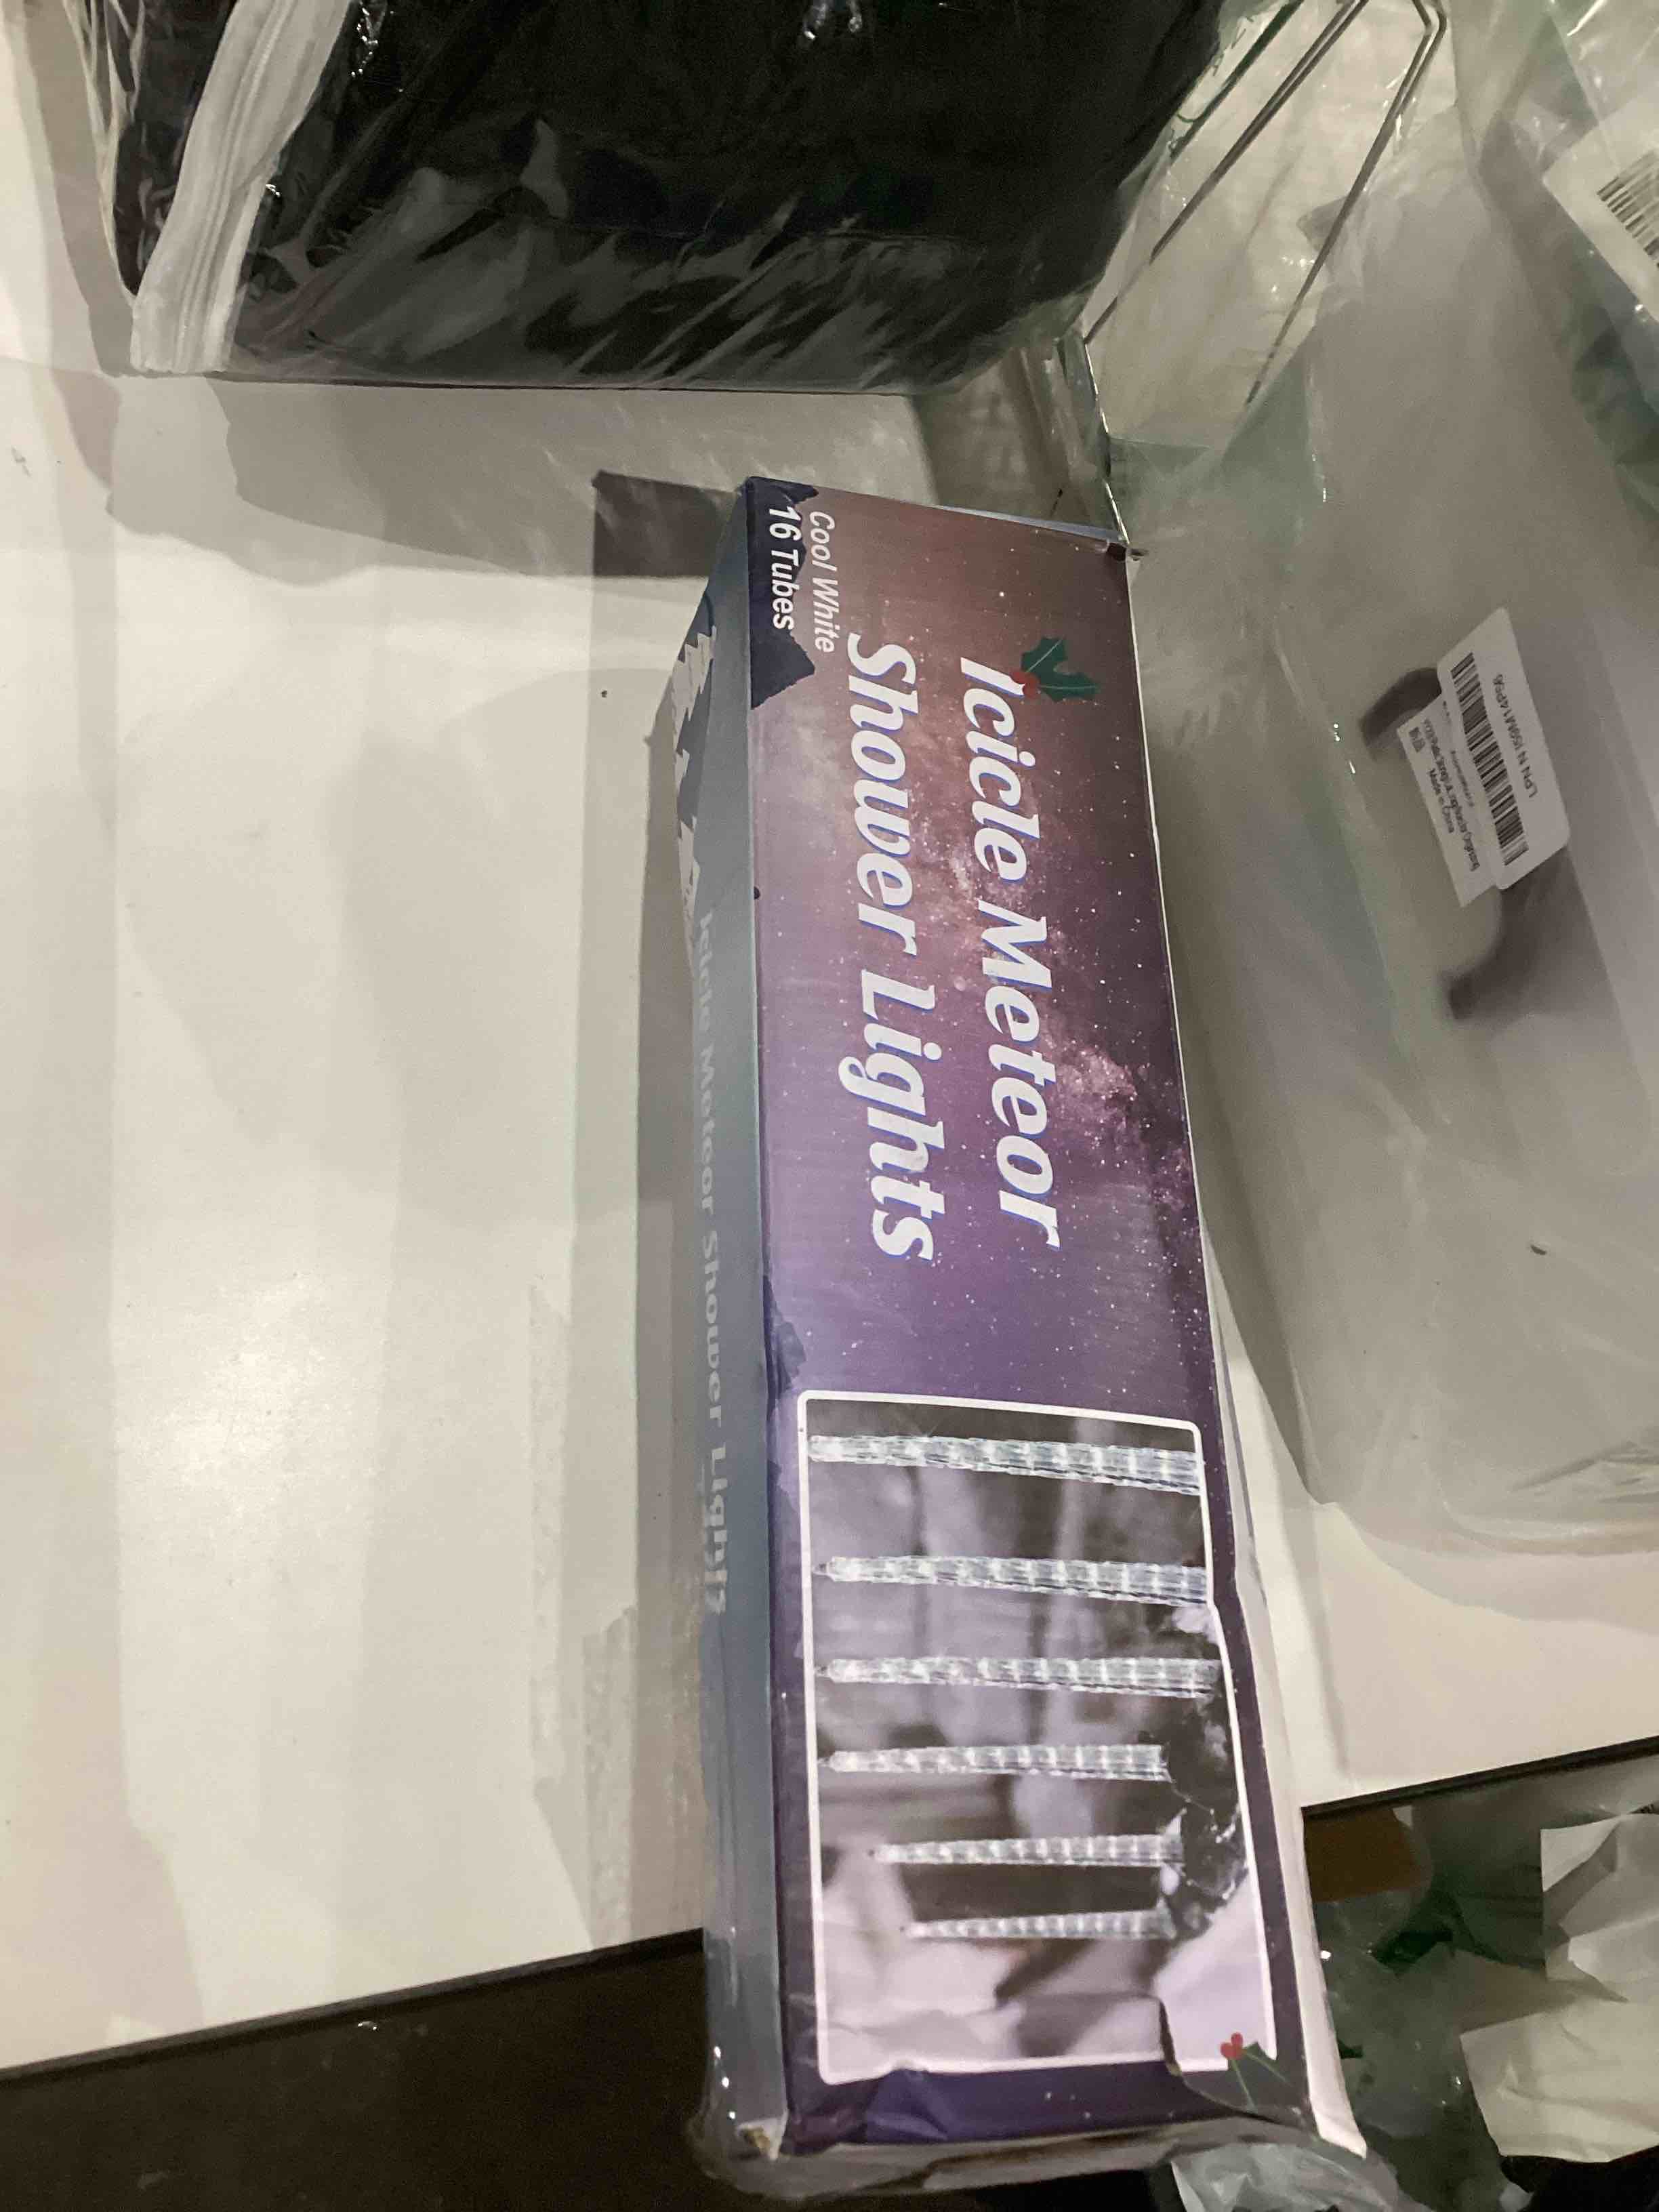 Icicle Meteor
Shower Lights
Cool White
16 Tubes
Icicle Meteor Shower Lights
Made in China